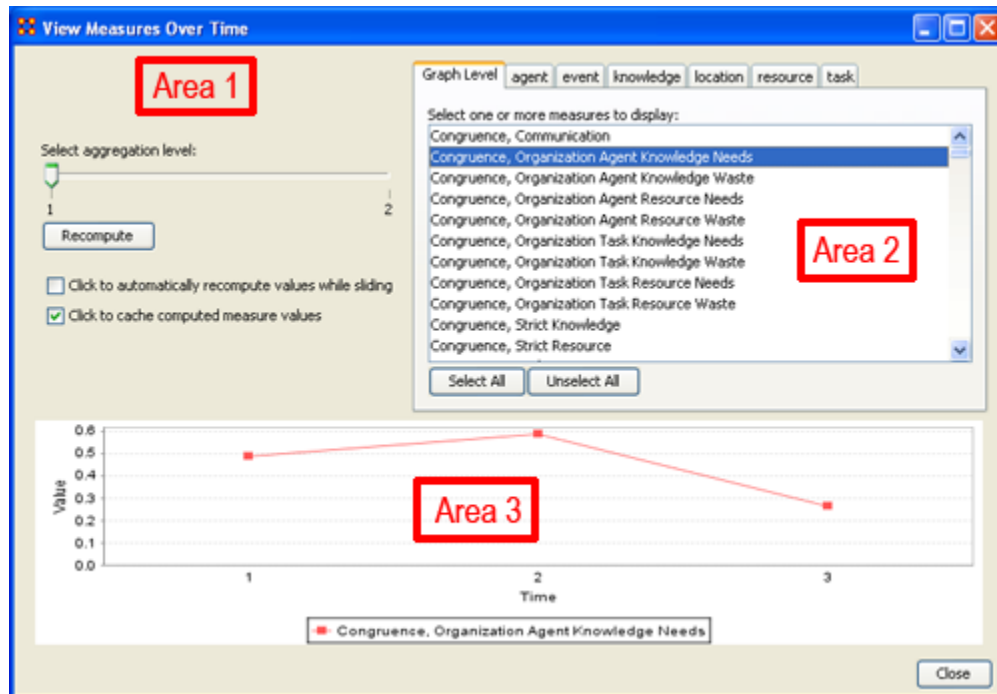 View Measures Over Time
Area 1
Select aggregation level:
1 2
Recompute
Click to automatically recompute values while sliding
Click to cache computed measure values
Graph Level agent event knowledge location resource task
Select one or more measures to display:
Congruence, Communication
Congruence, Organization Agent Knowledge Needs
Congruence, Organization Agent Knowledge Waste
Congruence, Organization Agent Resource Needs
Congruence, Organization Agent Resource Waste
Congruence, Organization Task Knowledge Needs
Congruence, Organization Task Knowledge Waste
Congruence, Organization Task Resource Needs
Congruence, Organization Task Resource Waste
Congruence, Strict Knowledge
Congruence, Strict Resource
Area 2
Select All Unselect All
0.6
0.5
0.4
0.3
0.2
0.1
0.0
Value
Area 3
1 2 3
Time
Congruence, Organization Agent Knowledge Needs
Close